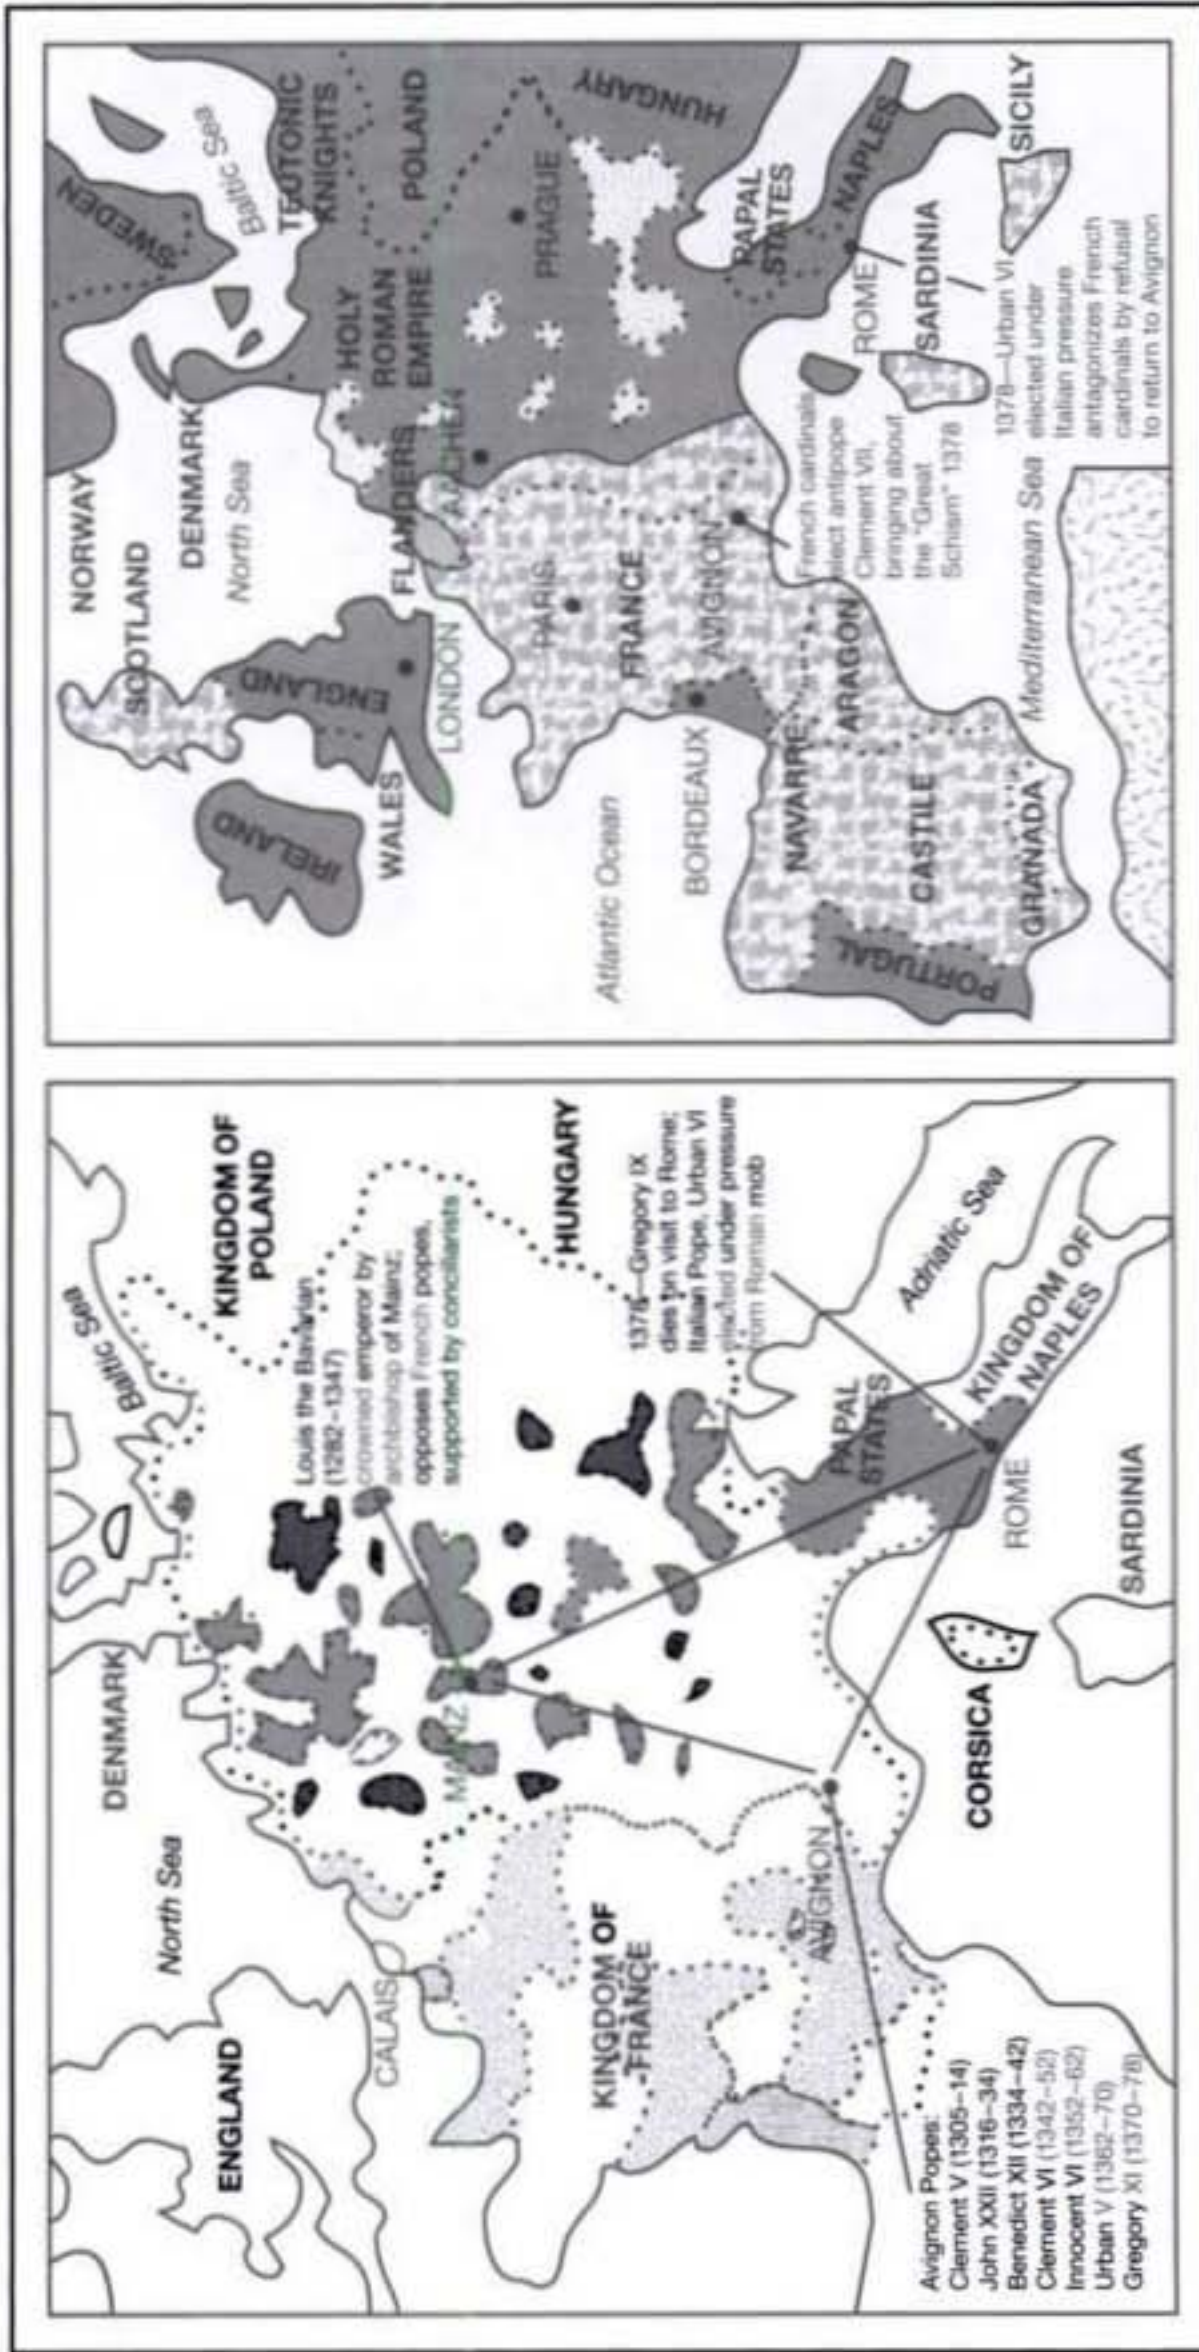 ENGLAND
North Sea
DENMARK
Baltic Sea
CALAIS
KINGDOM OF
POLAND
Louis the Bavarian
(1282–1347)
crowned emperor by
archbishop of Mainz;
opposes French popes,
supported by conciliarists
MAINZ
HUNGARY
KINGDOM OF
FRANCE
1378—Gregory IX
dies on visit to Rome;
Italian Pope, Urban VI
elected under pressure
from Roman mob
AVIGNON
PAPAL
STATES
Adriatic Sea
KINGDOM OF
NAPLES
ROME
CORSICA
SARDINIA
Avignon Popes:
Clement V (1305–14)
John XXII (1316–34)
Benedict XII (1334–42)
Clement VI (1342–52)
Innocent VI (1352–62)
Urban V (1362–70)
Gregory XI (1370–78)
NORWAY
SWEDEN
SCOTLAND
DENMARK
North Sea
Baltic Sea
TEUTONIC
KNIGHTS
IRELAND
ENGLAND
WALES
LONDON
FLANDERS
AACHEN
HOLY
ROMAN
EMPIRE
POLAND
PRAGUE
HUNGARY
Atlantic Ocean
PARIS
FRANCE
BORDEAUX
AVIGNON
NAVARRE
ARAGON
CASTILE
PORTUGAL
GRANADA
French cardinals
elect antipope
Clement VII,
bringing about
the "Great
Schism" 1378
PAPAL
STATES
NAPLES
ROME
SARDINIA
SICILY
Mediterranean Sea
1378—Urban VI
elected under
Italian pressure
antagonizes French
cardinals by refusal
to return to Avignon